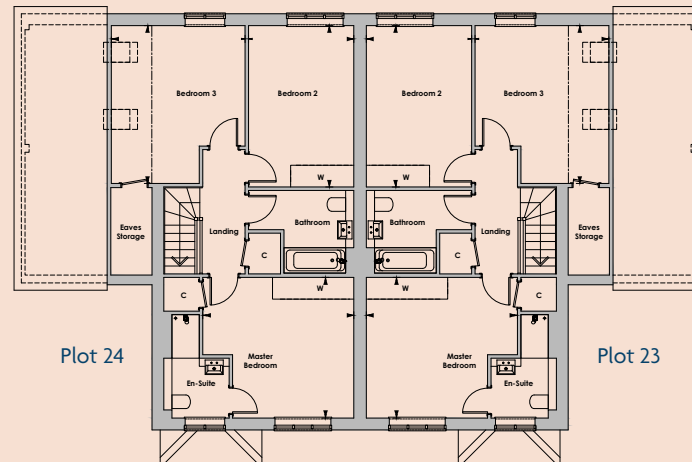 Bedroom 3
Bedroom 2
Bedroom 2
Bedroom 3
W
W
Eaves
Storage
Landing
Bathroom
Bathroom
Landing
Eaves
Storage
C
C
C
W
W
C
Plot 24
Master
Bedroom
Master
Bedroom
Plot 23
En-Suite
En-Suite